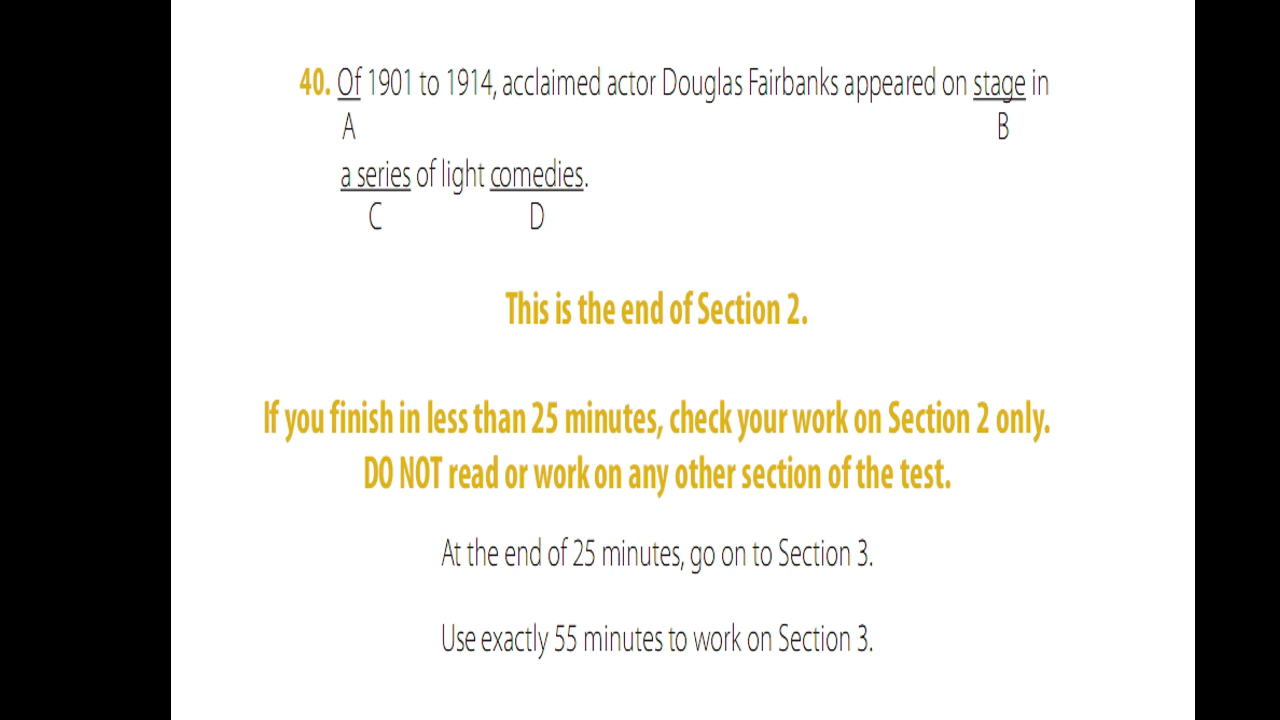 40. Of 1901 to 1914, acclaimed actor Douglas Fairbanks appeared on stage in
A B
a series of light comedies.
C D
This is the end of Section 2.
If you finish in less than 25 minutes, check your work on Section 2 only.
DO NOT read or work on any other section of the test.
At the end of 25 minutes, go on to Section 3.
Use exactly 55 minutes to work on Section 3.